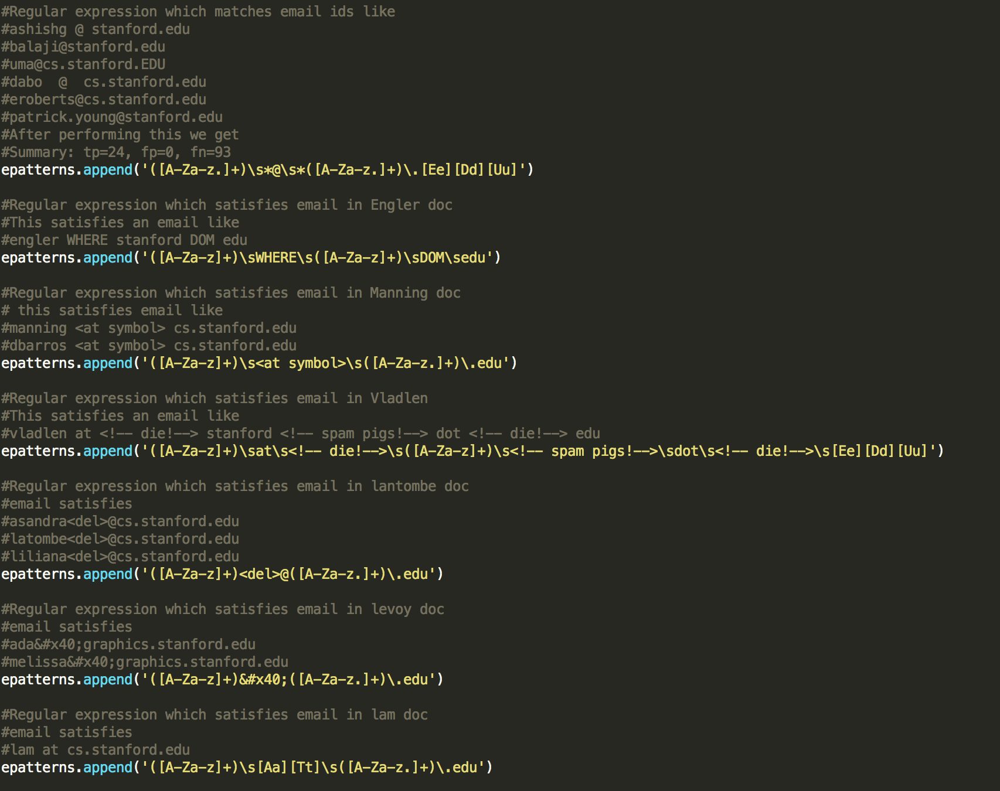 #Regular expression which matches email ids like
#ashishg @ stanford.edu
#balaji@stanford.edu
#uma@cs.stanford.EDU
#dabo  @  cs.stanford.edu
#eroberts@cs.stanford.edu
#patrick.young@stanford.edu
#After performing this we get
#Summary: tp=24, fp=0, fn=93
epatterns.append('([A-Za-z.]+)\s*@\s*([A-Za-z.]+)\.[Ee][Dd][Uu]')

#Regular expression which satisfies email in Engler doc
#This satisfies an email like
#engler WHERE stanford DOM edu
epatterns.append('([A-Za-z]+)\sWHERE\s([A-Za-z]+)\sDOM\sedu')

#Regular expression which satisfies email in Manning doc
# this satisfies email like
#manning <at symbol> cs.stanford.edu
#dbarros <at symbol> cs.stanford.edu
epatterns.append('([A-Za-z]+)\s<at symbol>\s([A-Za-z.]+)\.edu')

#Regular expression which satisfies email in Vladlen
#This satisfies an email like
#vladlen at <!-- die!--> stanford <!-- spam pigs!--> dot <!-- die!--> edu
epatterns.append('([A-Za-z]+)\sat\s<!-- die!-->\s([A-Za-z]+)\s<!-- spam pigs!-->\sdot\s<!-- die!-->\s[Ee][Dd][Uu]')

#Regular expression which satisfies email in lantombe doc
#email satisfies
#asandra<del>@cs.stanford.edu
#latombe<del>@cs.stanford.edu
#liliana<del>@cs.stanford.edu
epatterns.append('([A-Za-z]+)<del>@([A-Za-z.]+)\.edu')

#Regular expression which satisfies email in levoy doc
#email satisfies
#ada&#x40;graphics.stanford.edu
#melissa&#x40;graphics.stanford.edu
epatterns.append('([A-Za-z]+)&#x40;([A-Za-z.]+)\.edu')

#Regular expression which satisfies email in lam doc
#email satisfies
#lam at cs.stanford.edu
epatterns.append('([A-Za-z]+)\s[Aa][Tt]\s([A-Za-z.]+)\.edu')